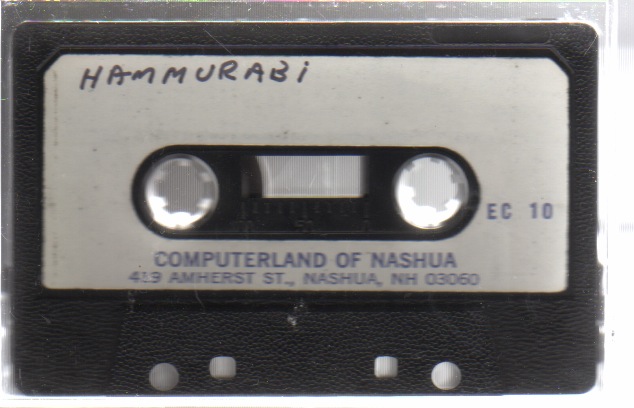 HAMMURABI
EC 10
COMPUTERLAND OF NASHUA
419 AMHERST ST., NASHUA, NH 03060